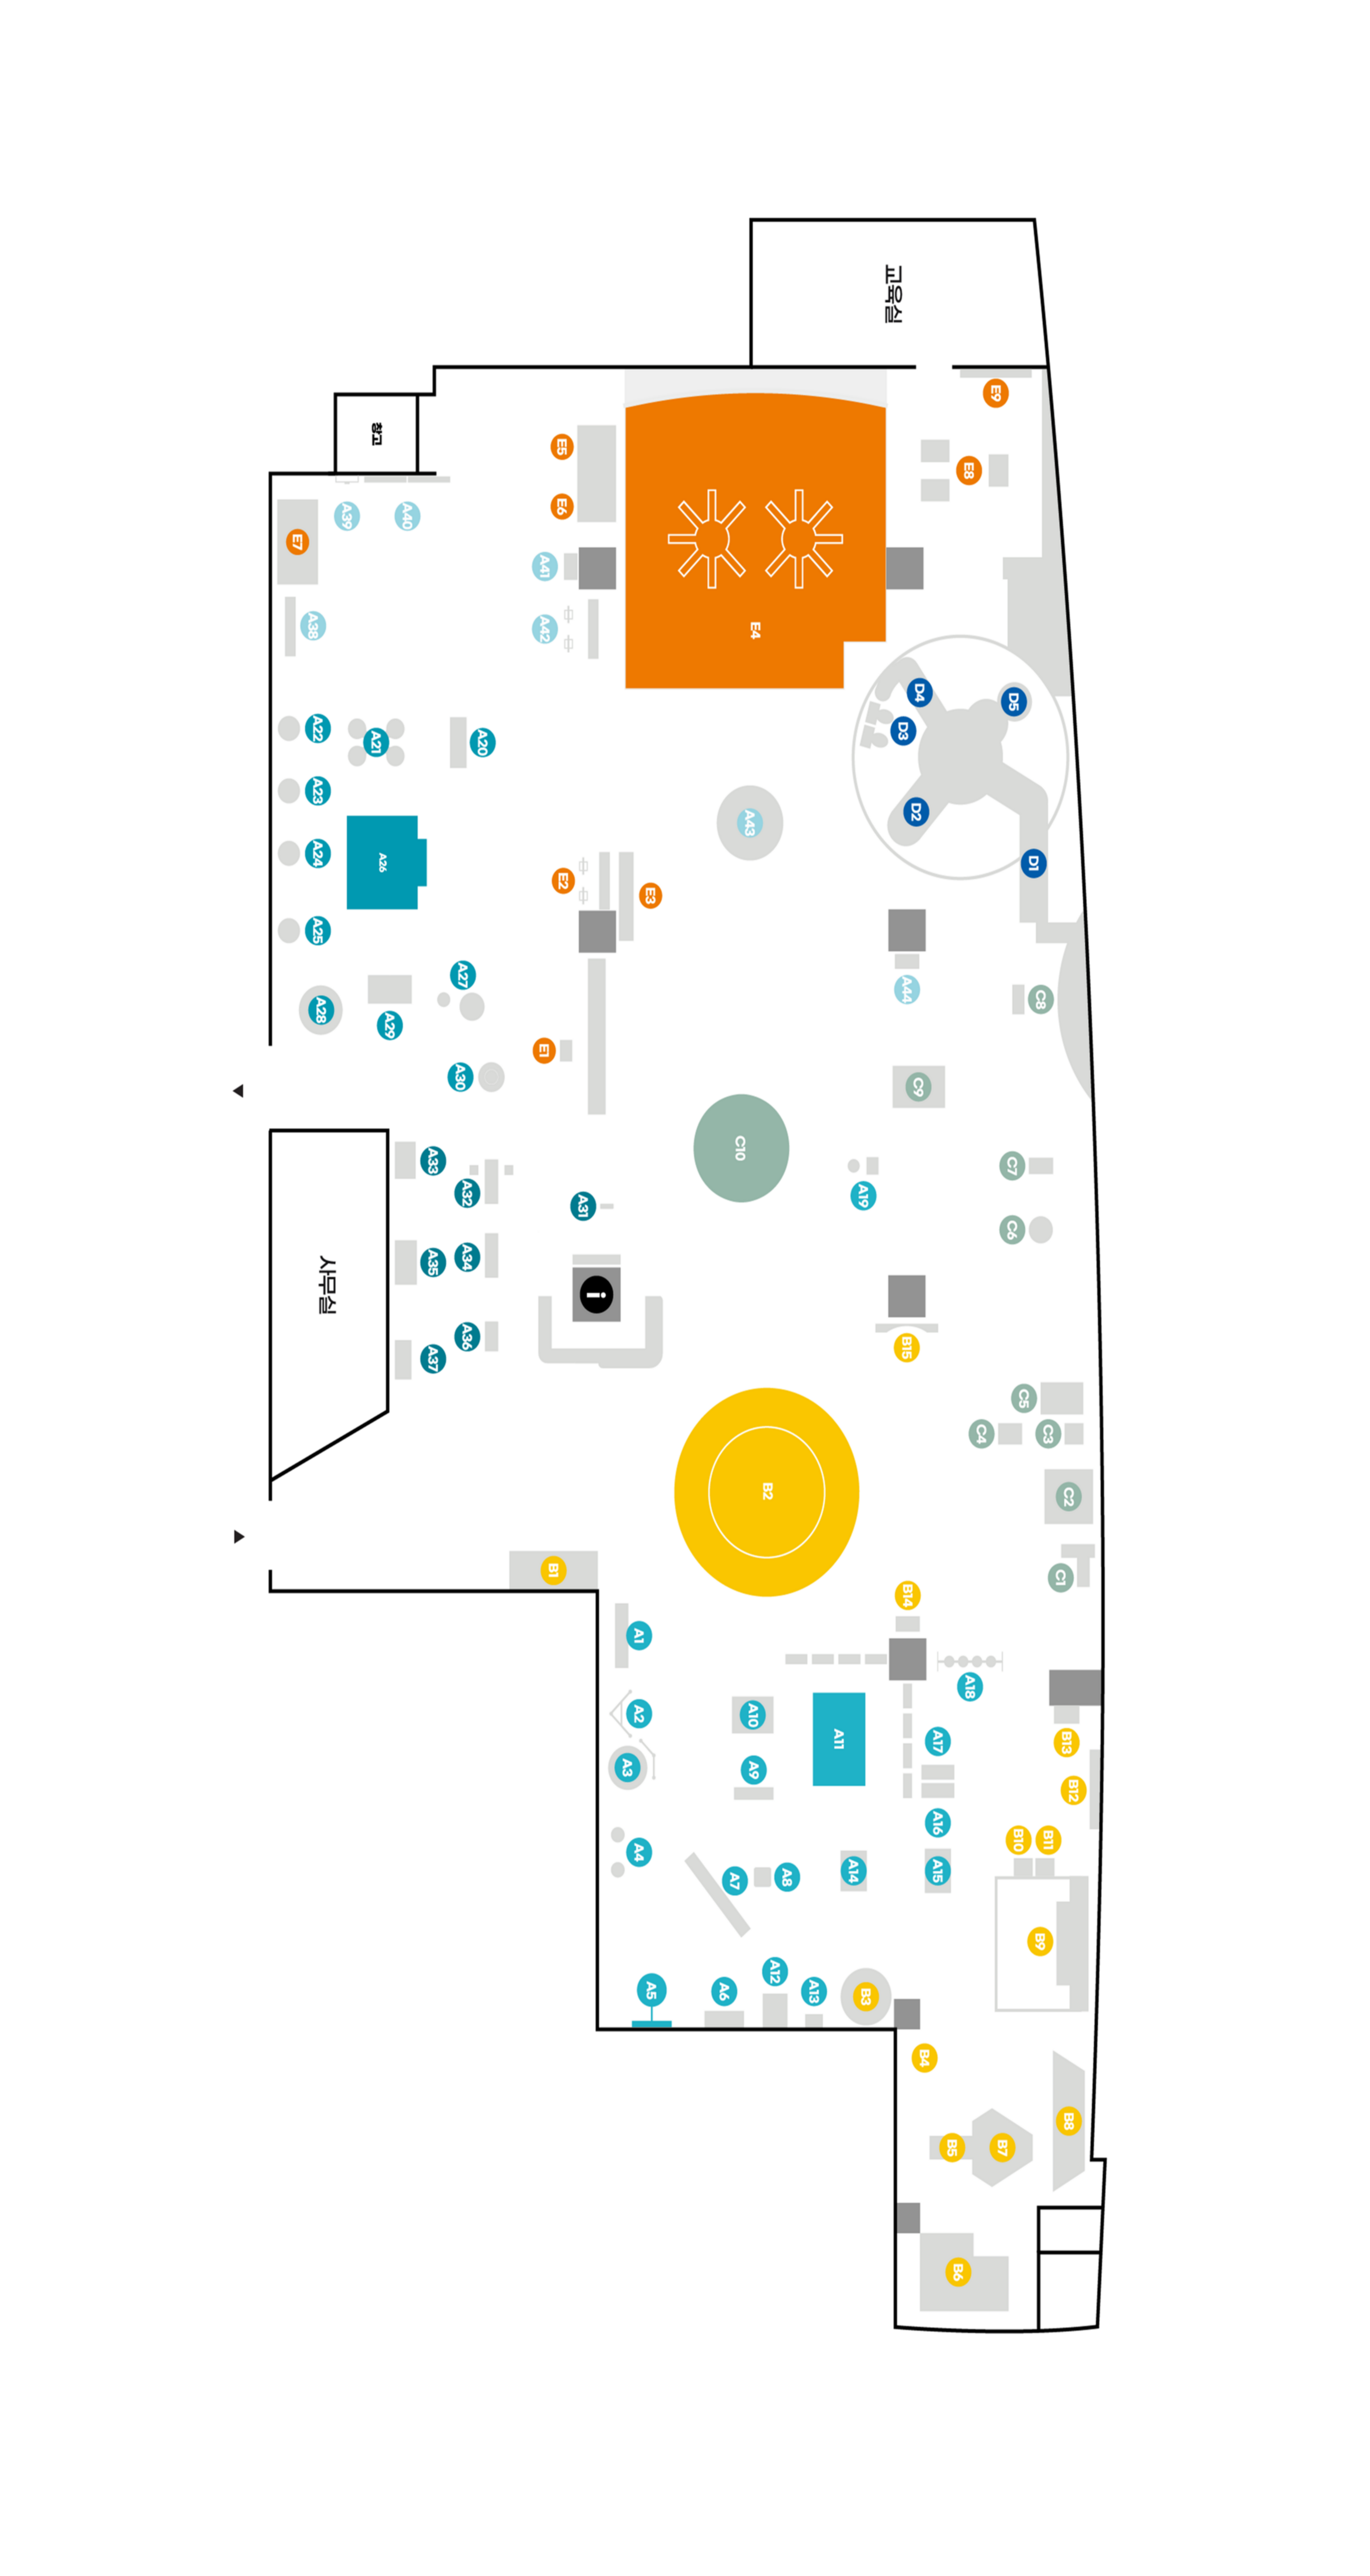 교육실
E9
E8
창고
E5
E6
A39
A40
E7
A41
A38
A42
E4
D4
D5
D3
D2
D1
A22
A21
A20
A23
A43
A24
A26
E2
E3
A25
A27
A44
C8
A28
A29
E1
A30
C9
C10
C7
A33
A32
A31
A19
C6
A35
A34
사무실
i
A36
A37
B15
C5
C4
C3
B2
C2
B1
C1
B14
A1
A18
A2
A10
A11
A17
B13
A3
A9
B12
A16
B10
B11
A4
A7
A8
A14
A15
B9
A5
A6
A12
A13
B3
B4
B8
B5
B7
B6